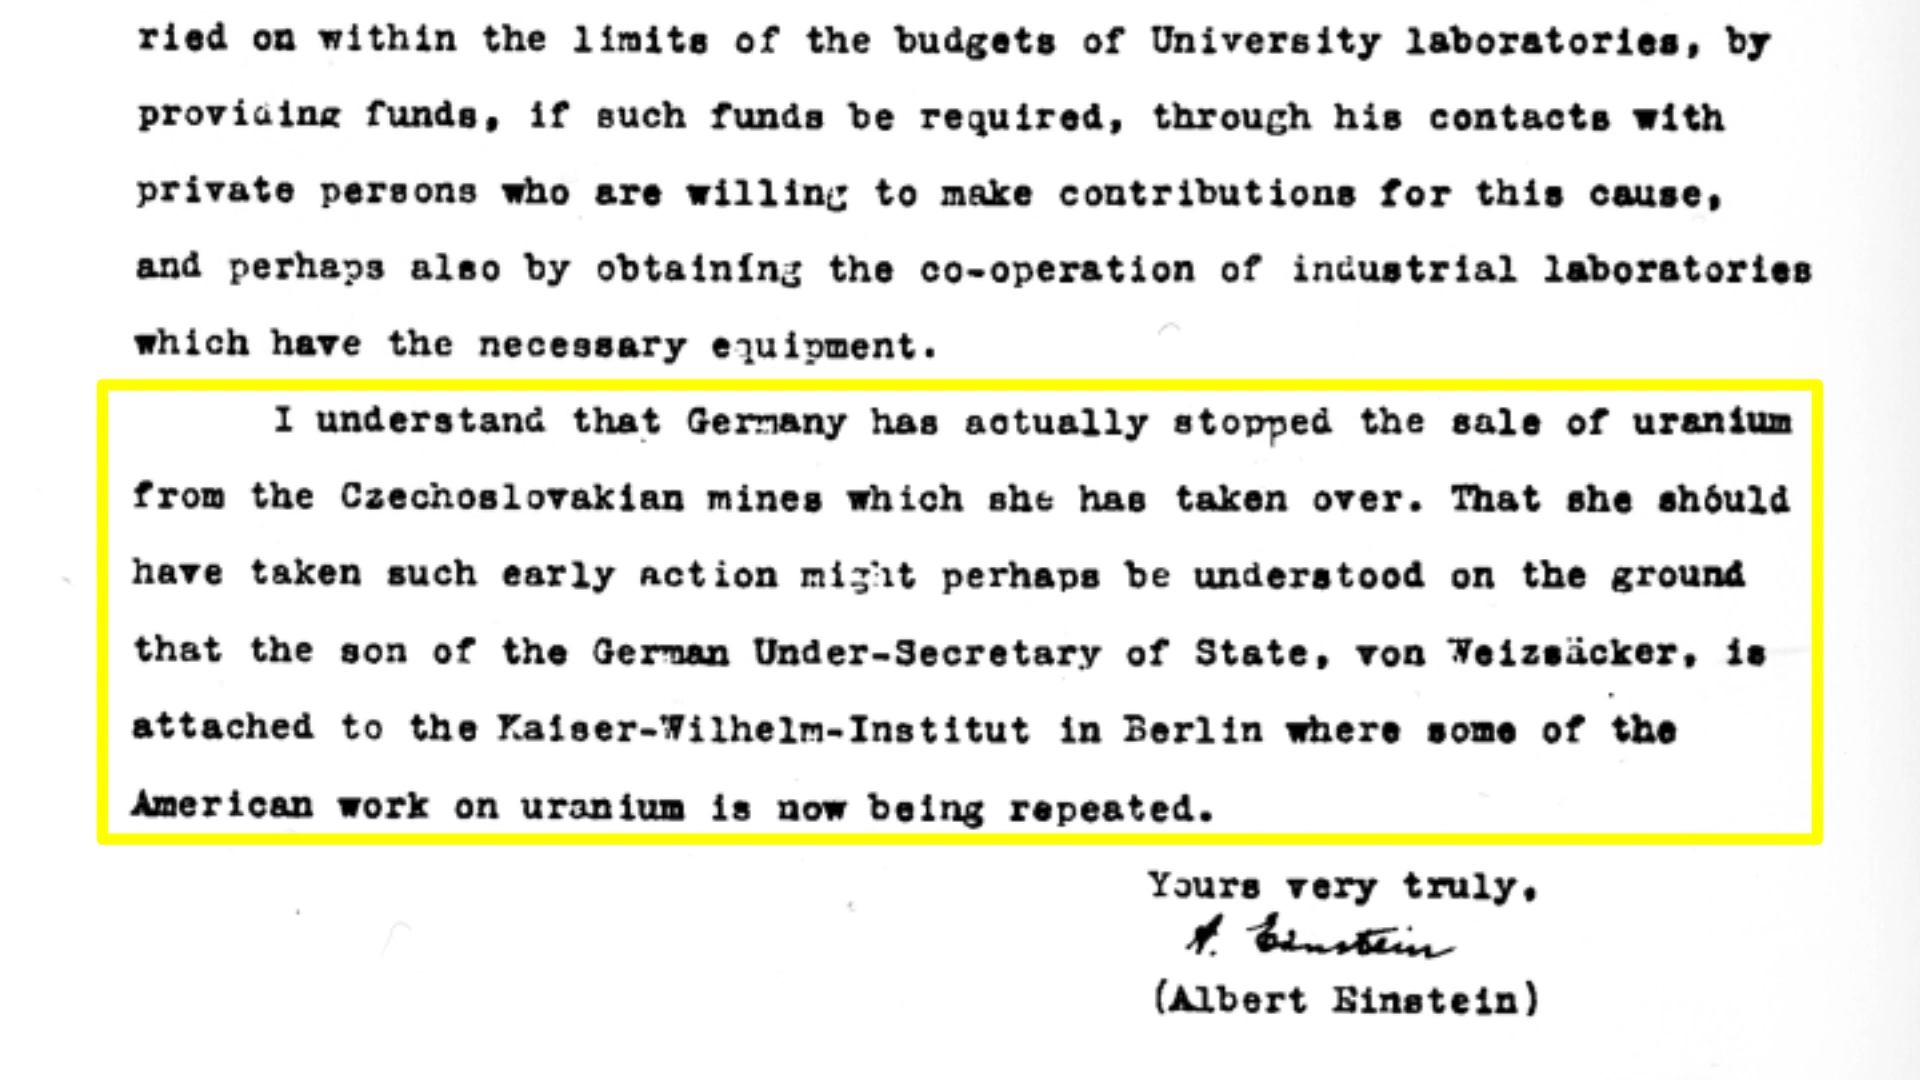 ried on within the limits of the budgets of University laboratories, by
providing funds, if such funds be required, through his contacts with
private persons who are willing to make contributions for this cause,
and perhaps also by obtaining the co-operation of industrial laboratories
which have the necessary equipment.
I understand that Germany has actually stopped the sale of uranium
from the Czechoslovakian mines which she has taken over. That she should
have taken such early action might perhaps be understood on the ground
that the son of the German Under-Secretary of State, von Weizsäcker, is
attached to the Kaiser-Wilhelm-Institut in Berlin where some of the
American work on uranium is now being repeated.
Yours very truly,
A. Einstein
(Albert Einstein)